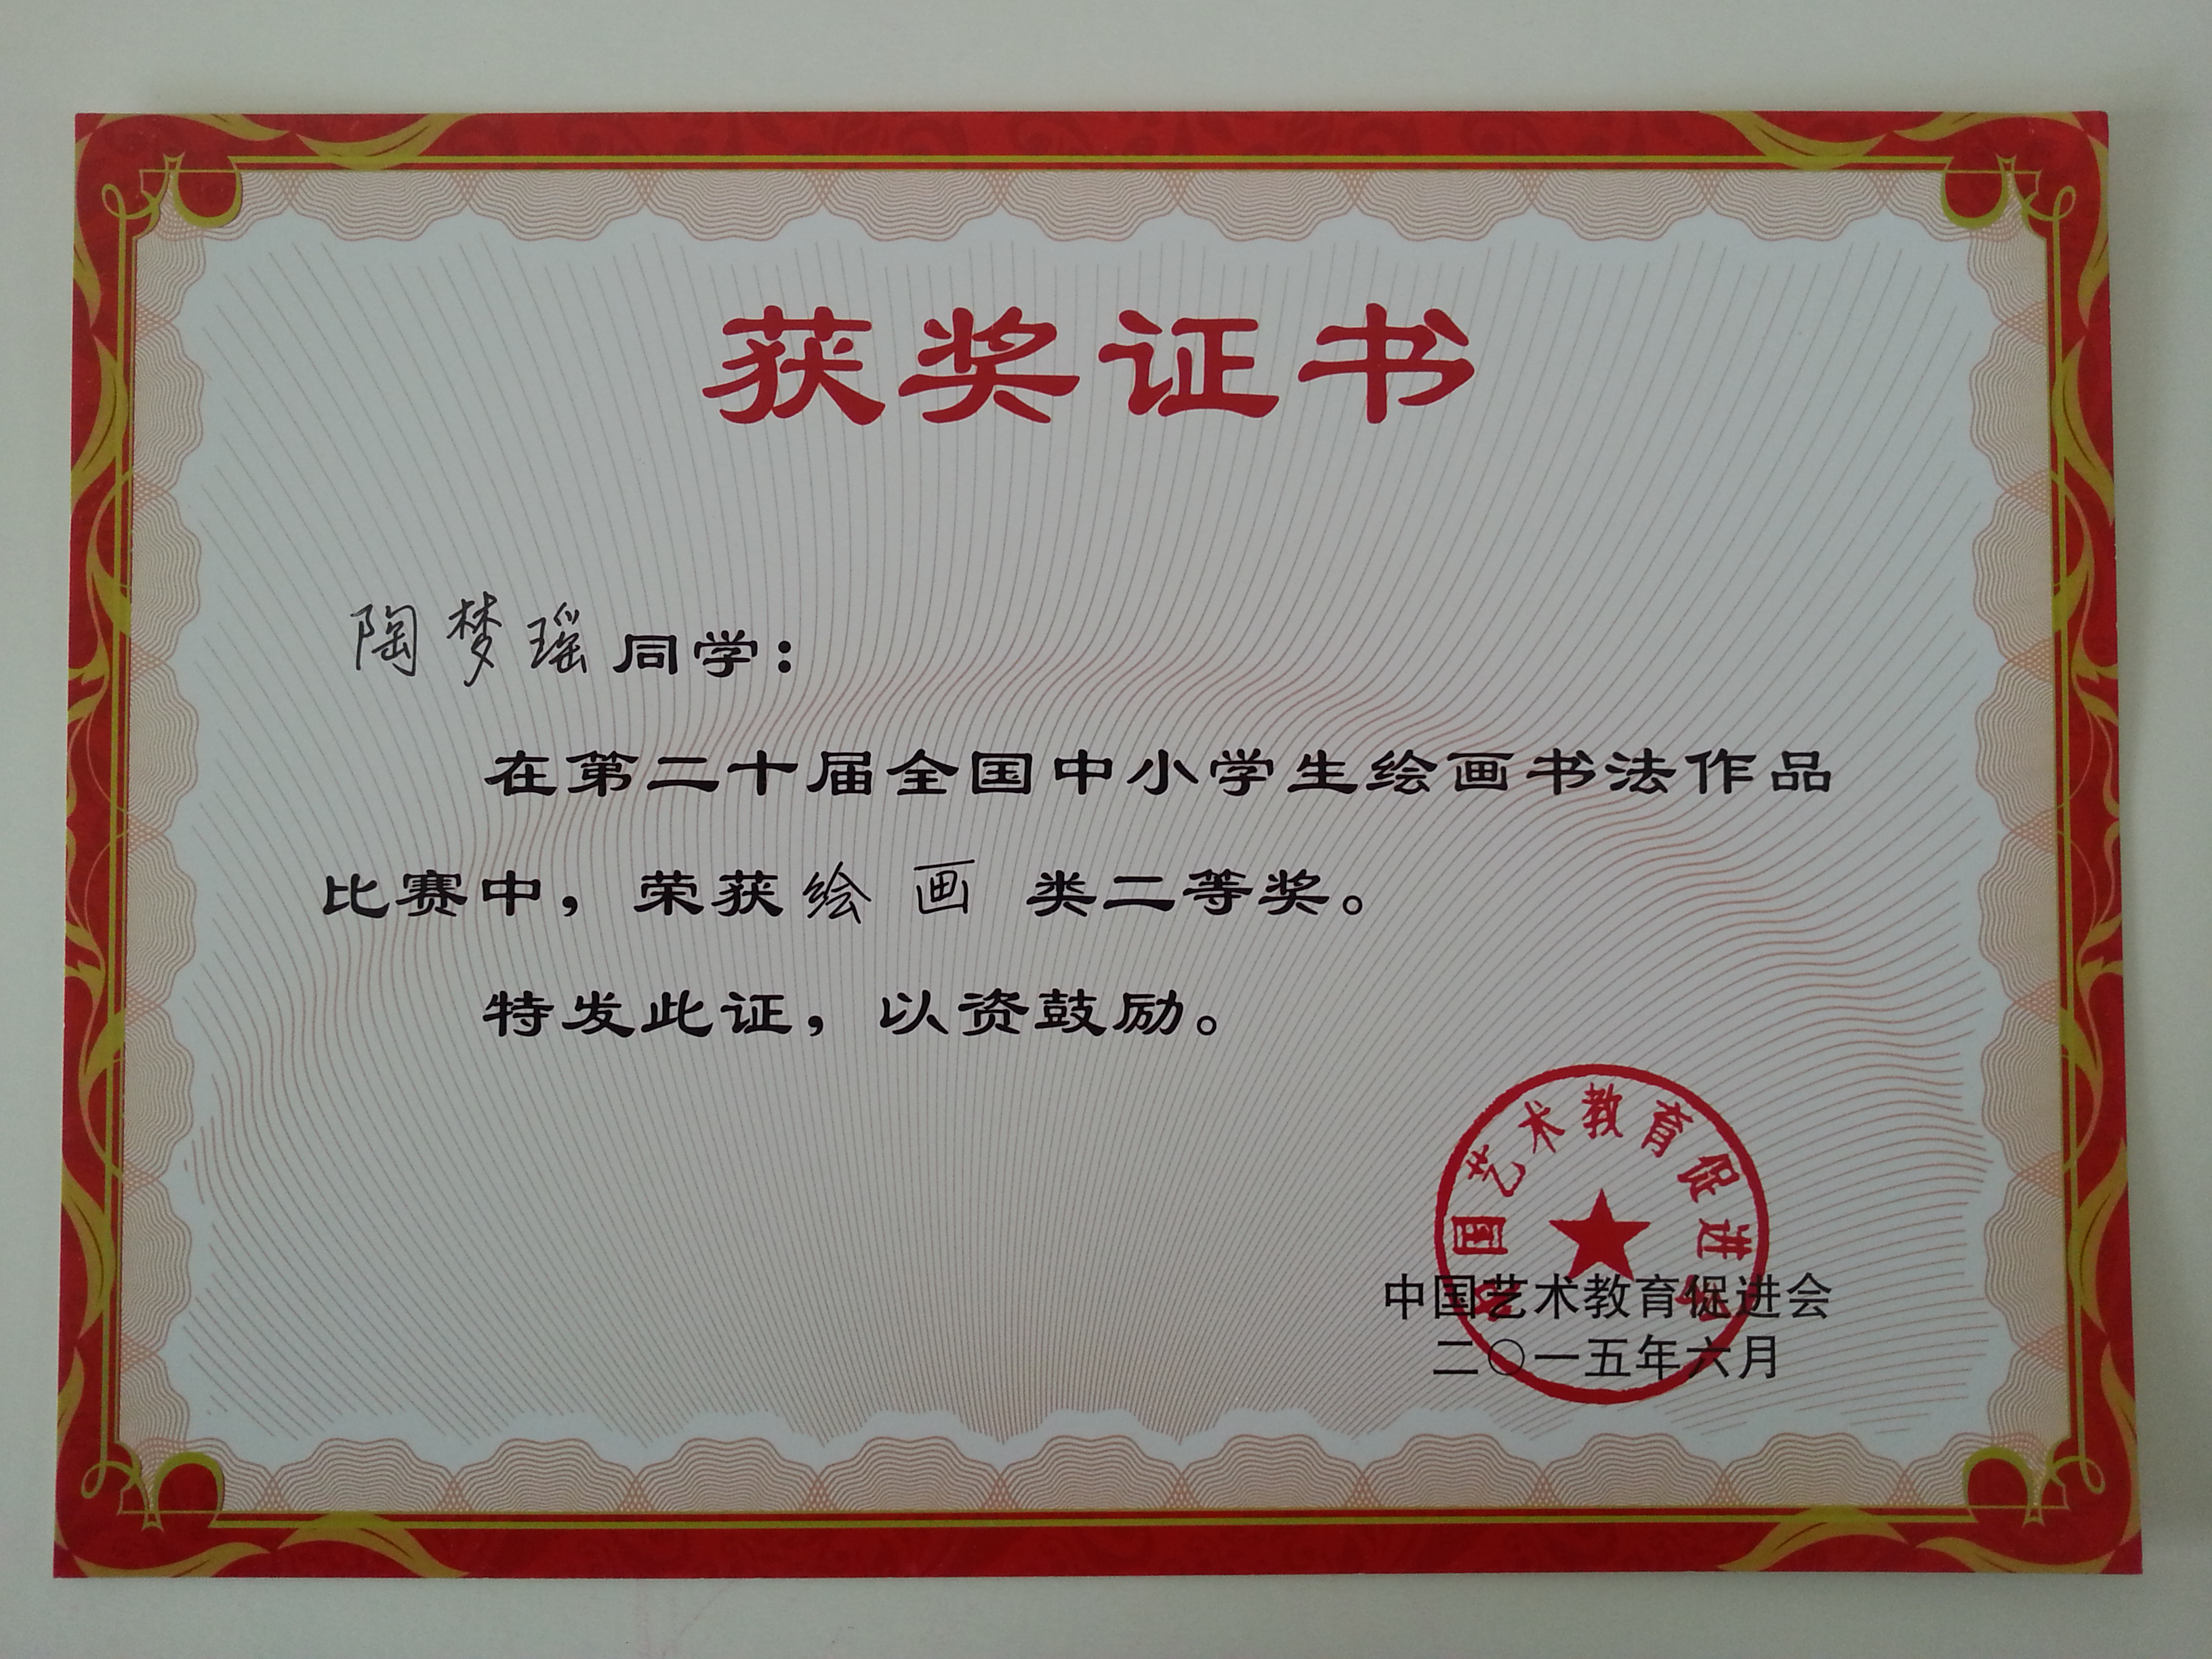 获奖证书
陶梦瑶同学：
在第二十届全国中小学生绘画书法作品
比赛中，荣获绘画类二等奖。
特发此证，以资鼓励。
中国艺术教育促进会
中国艺术教育促进会
二〇一五年六月